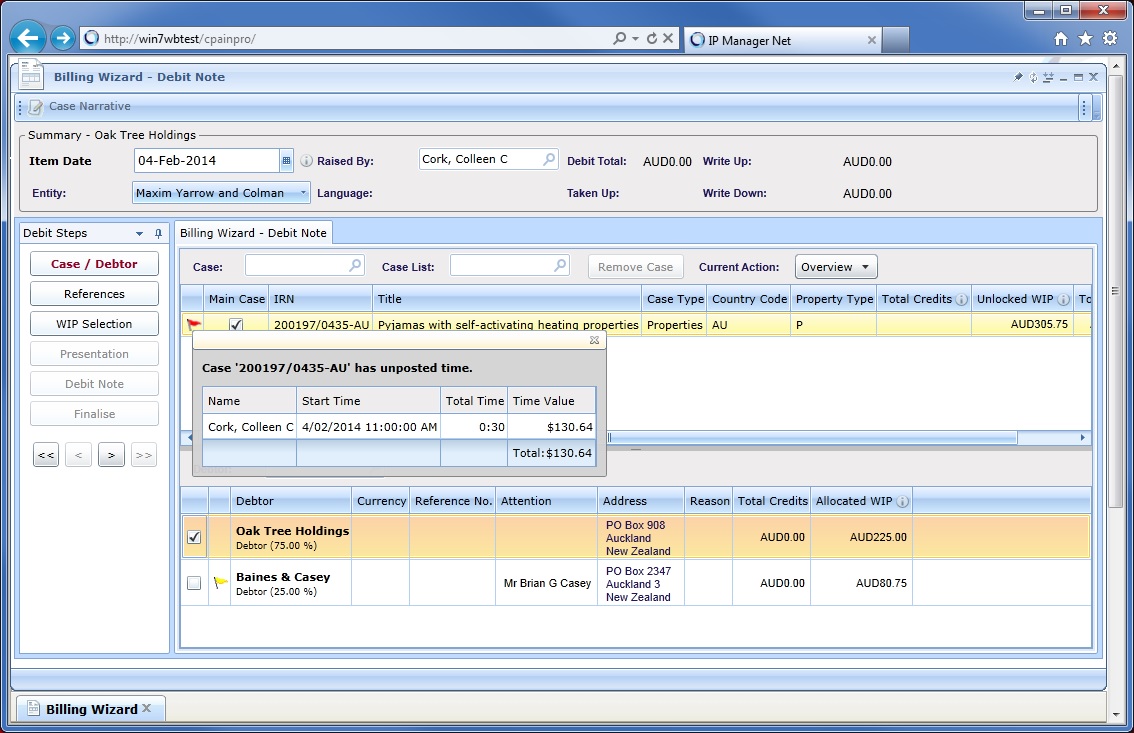 http://win7wbtest/cpainpro/
IP Manager Net
Billing Wizard - Debit Note
Case Narrative
Summary - Oak Tree Holdings
Item Date 04-Feb-2014 Raised By: Cork, Colleen C Debit Total: AUD0.00 Write Up: AUD0.00
Entity: Maxim Yarrow and Colman Language: Taken Up: Write Down: AUD0.00
Debit Steps
Case / Debtor
References
WIP Selection
Presentation
Debit Note
Finalise
<< < > >>
Billing Wizard - Debit Note
Case: Case List: Remove Case Current Action: Overview
Main Case IRN Title Case Type Country Code Property Type Total Credits Unlocked WIP To
200197/0435-AU Pyjamas with self-activating heating properties Properties AU P AUD305.75
Case '200197/0435-AU' has unposted time.
Name Start Time Total Time Time Value
Cork, Colleen C 4/02/2014 11:00:00 AM 0:30 $130.64
Total:$130.64
Debtor Currency Reference No. Attention Address Reason Total Credits Allocated WIP
Oak Tree Holdings
Debtor (75.00 %)
PO Box 908
Auckland
New Zealand
AUD0.00 AUD225.00
Baines & Casey
Debtor (25.00 %)
Mr Brian G Casey
PO Box 2347
Auckland 3
New Zealand
AUD0.00 AUD80.75
Billing Wizard